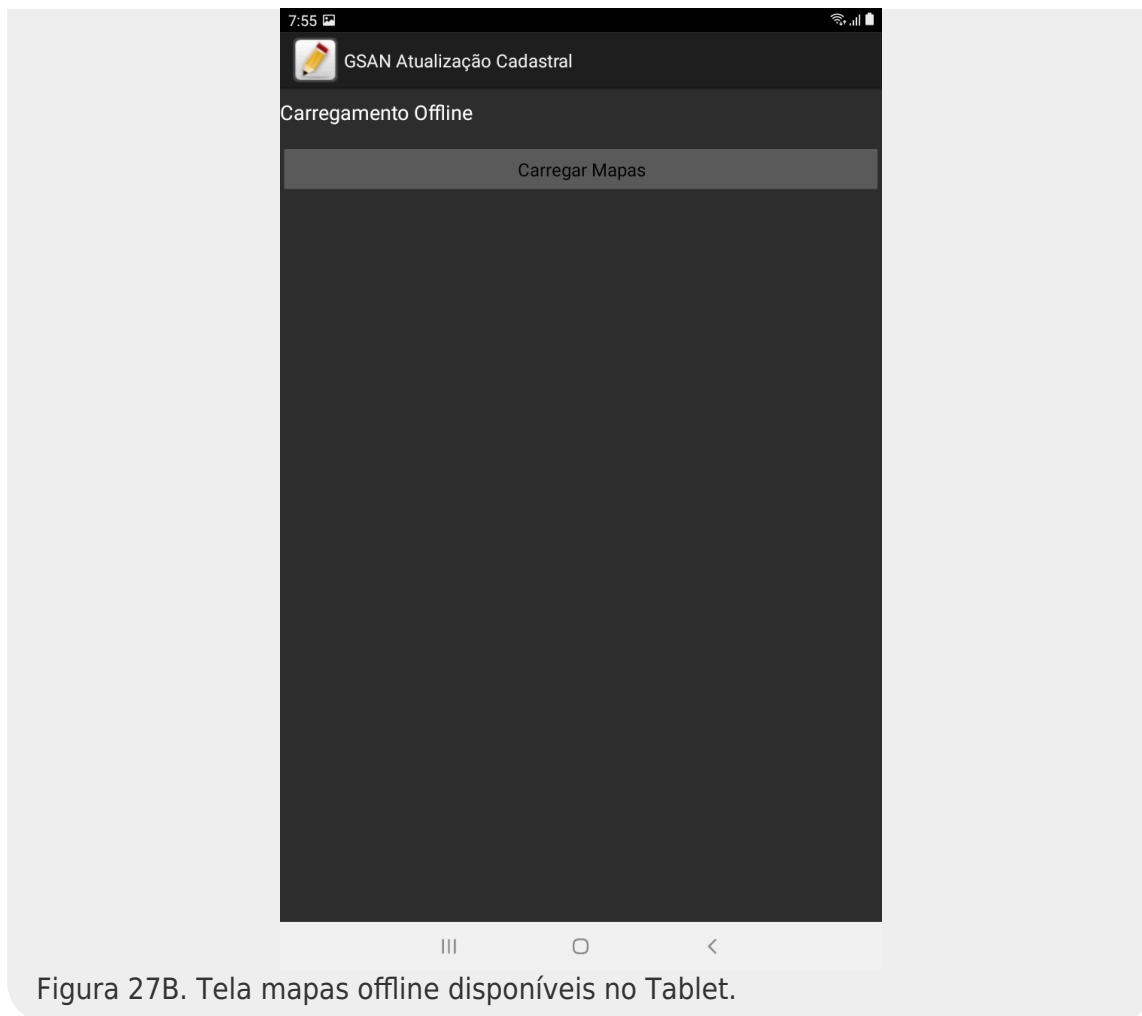 7:55
GSAN Atualização Cadastral
Carregamento Offline
Carregar Mapas
Figura 27B. Tela mapas offline disponíveis no Tablet.